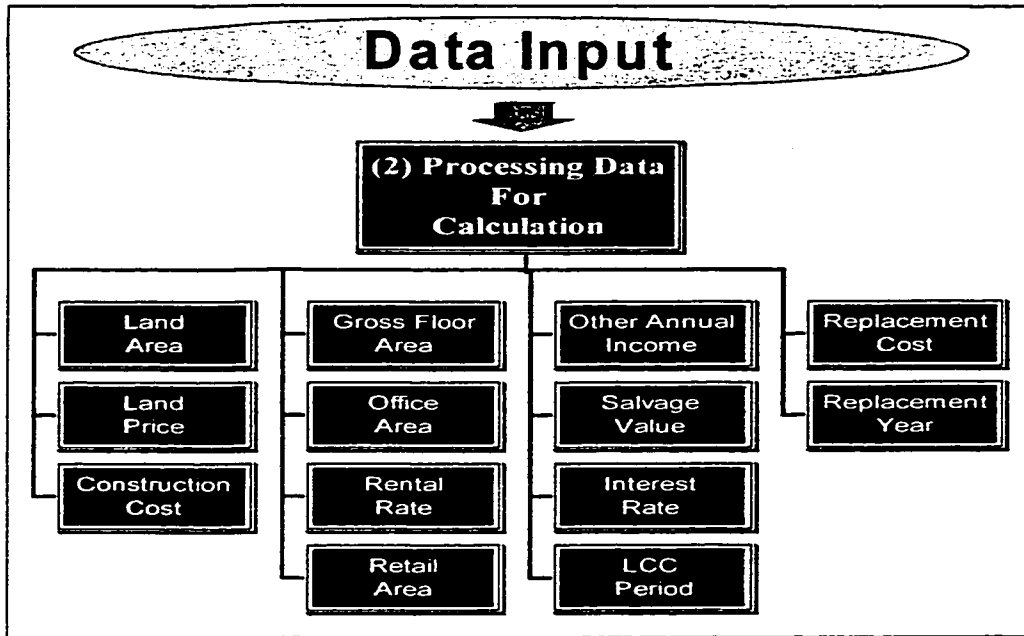 Data Input
(2) Processing Data
For
Calculation
Land
Area
Land
Price
Construction
Cost
Gross Floor
Area
Office
Area
Rental
Rate
Retail
Area
Other Annual
Income
Salvage
Value
Interest
Rate
LCC
Period
Replacement
Cost
Replacement
Year